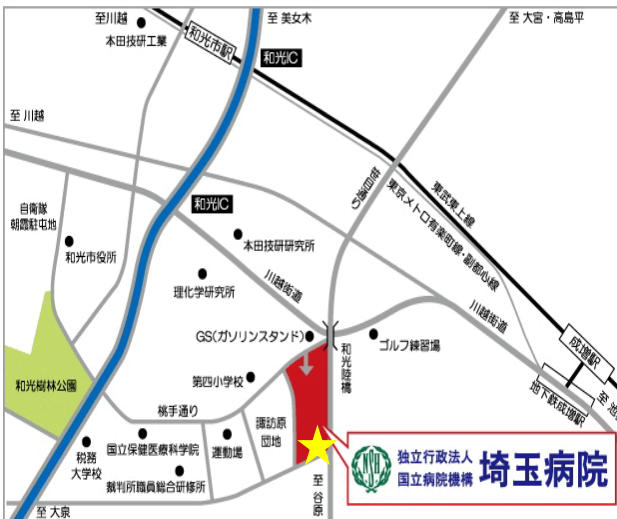 至川越
本田技研工業
和光市駅
至 美女木
和光IC
至 大宮・高島平
至 川越
笹目通り
東武東上線
東京メトロ有楽町線・副都心線
自衛隊
朝霞駐屯地
和光市役所
和光IC
本田技研研究所
理化学研究所
川越街道
川越街道
GS(ガソリンスタンド)
和光陸橋
ゴルフ練習場
成増駅
地下鉄成増駅
和光樹林公園
第四小学校
桃手通り
諏訪原
団地
国立保健医療科学院
運動場
税務
大学校
裁判所職員総合研修所
至 大泉
至 谷原
独立行政法人
国立病院機構
埼玉病院
NSH